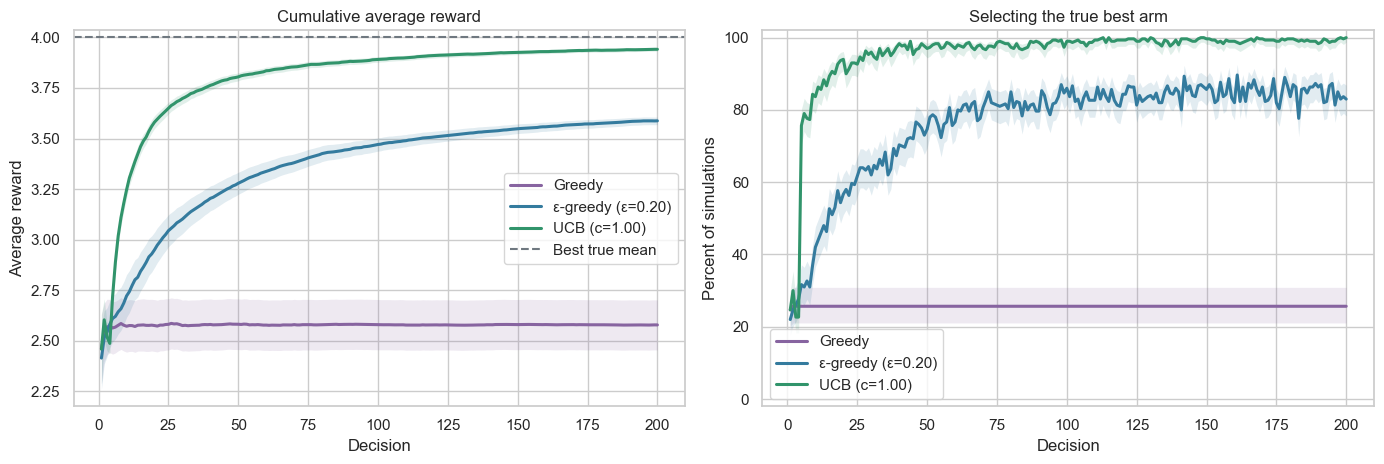 Cumulative average reward
Average reward
4.00
3.75
3.50
3.25
3.00
2.75
2.50
2.25
Greedy
ε-greedy (ε=0.20)
UCB (c=1.00)
Best true mean
0 25 50 75 100 125 150 175 200
Decision
Selecting the true best arm
Percent of simulations
100
80
60
40
20
0
Greedy
ε-greedy (ε=0.20)
UCB (c=1.00)
0 25 50 75 100 125 150 175 200
Decision